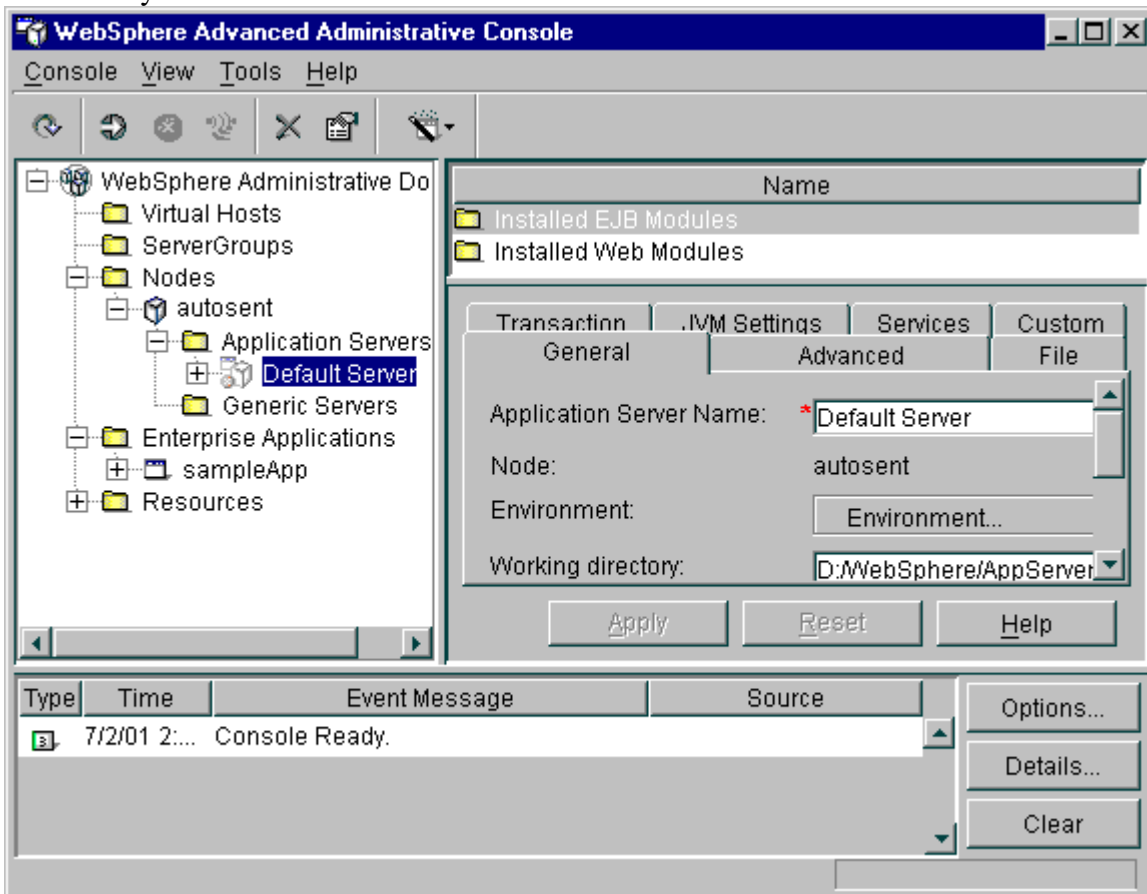 WebSphere Advanced Administrative Console
Console View Tools Help
WebSphere Administrative Do
Virtual Hosts
ServerGroups
Nodes
autosent
Application Servers
Default Server
Generic Servers
Enterprise Applications
sampleApp
Resources
Name
Installed EJB Modules
Installed Web Modules
Transaction JVM Settings Services Custom
General Advanced File
Application Server Name: *Default Server
Node: autosent
Environment: Environment...
Working directory: D:/WebSphere/AppServer
Apply Reset Help
Type Time Event Message Source
3 7/2/01 2:... Console Ready.
Options...
Details...
Clear